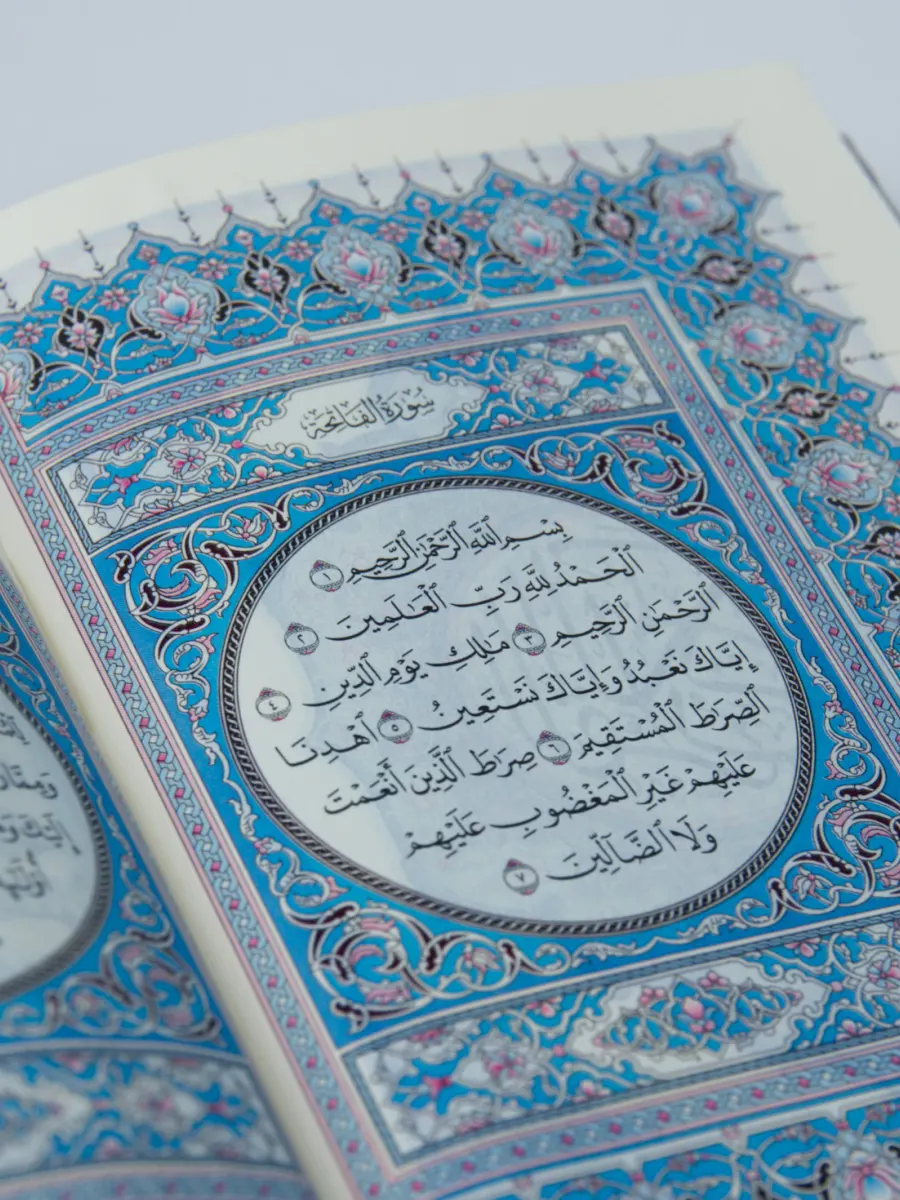 سُورَةُ الفَاتِحَةِ
بِسْمِ ٱللَّهِ ٱلرَّحْمَٰنِ ٱلرَّحِيمِ ١
ٱلْحَمْدُ لِلَّهِ رَبِّ ٱلْعَٰلَمِينَ ٢
ٱلرَّحْمَٰنِ ٱلرَّحِيمِ ٣ مَٰلِكِ يَوْمِ ٱلدِّينِ ٤
إِيَّاكَ نَعْبُدُ وَإِيَّاكَ نَسْتَعِينُ ٥ ٱهْدِنَا
ٱلصِّرَٰطَ ٱلْمُسْتَقِيمَ ٦ صِرَٰطَ ٱلَّذِينَ أَنْعَمْتَ
عَلَيْهِمْ غَيْرِ ٱلْمَغْضُوبِ عَلَيْهِمْ
وَلَا ٱلضَّآلِّينَ ٧